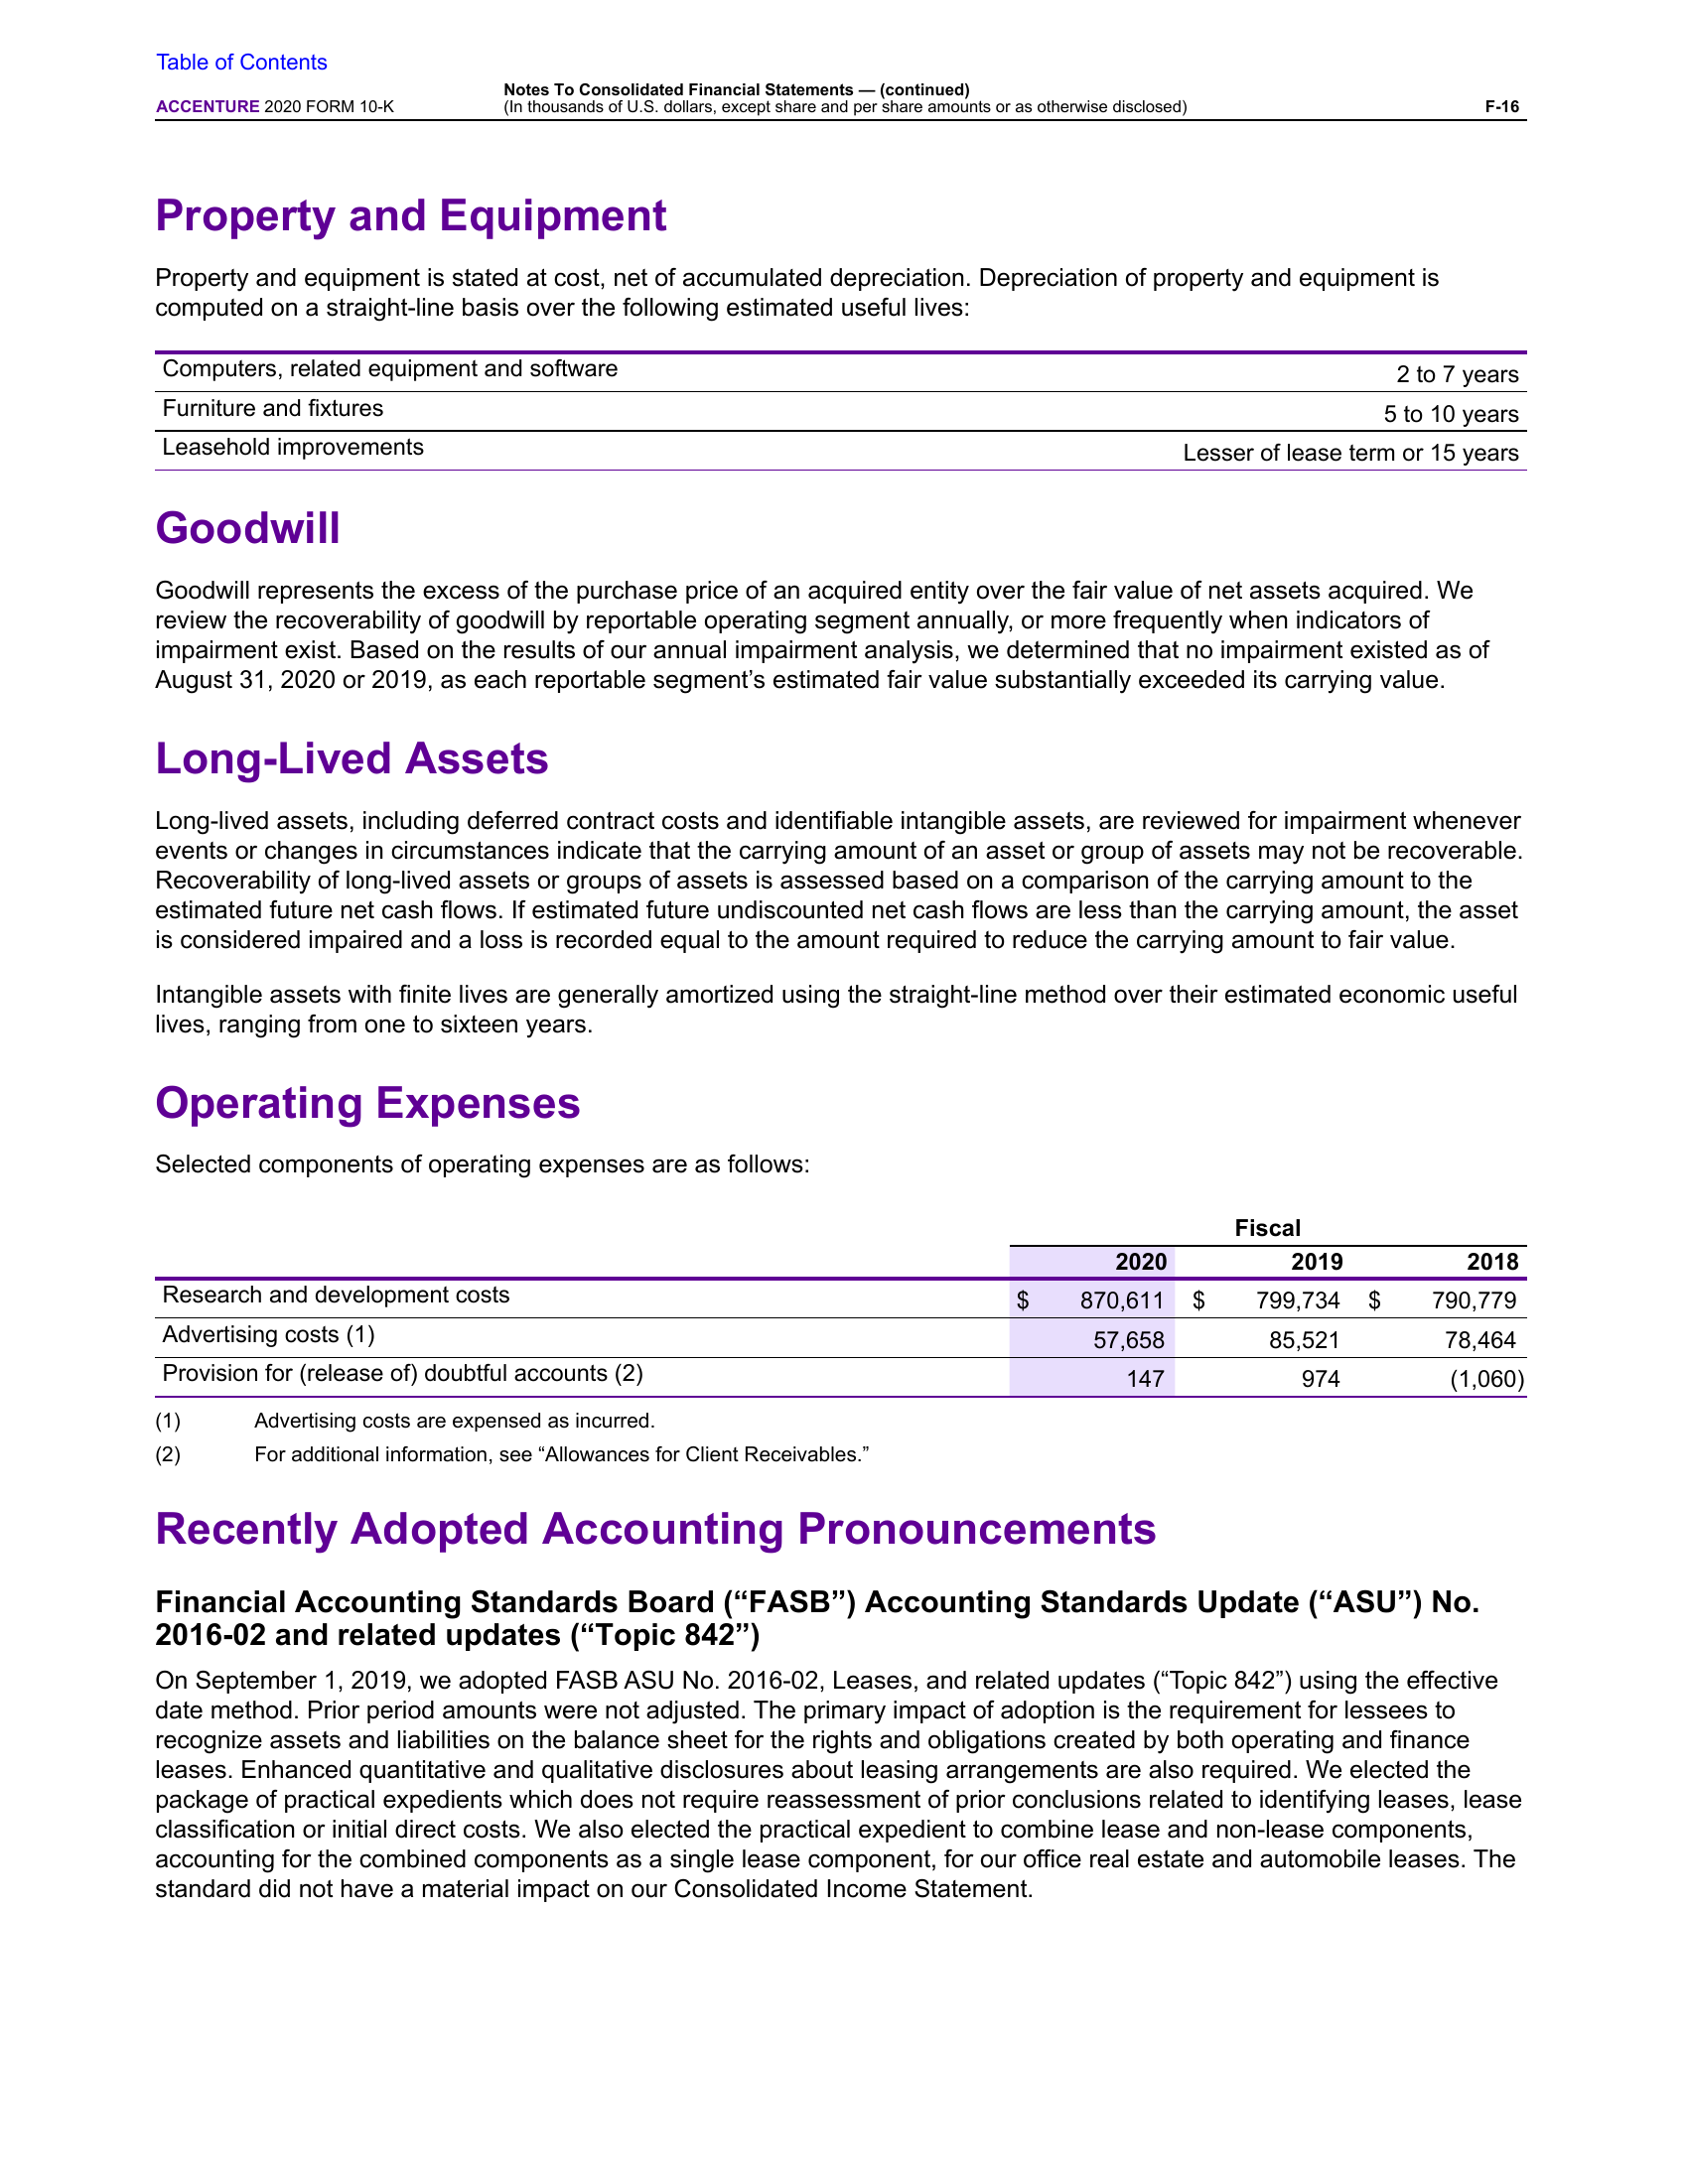 Table of Contents
Notes To Consolidated Financial Statements — (continued)
ACCENTURE 2020 FORM 10-K (In thousands of U.S. dollars, except share and per share amounts or as otherwise disclosed) F-16
Property and Equipment
Property and equipment is stated at cost, net of accumulated depreciation. Depreciation of property and equipment is
computed on a straight-line basis over the following estimated useful lives:
Computers, related equipment and software 2 to 7 years
Furniture and fixtures 5 to 10 years
Leasehold improvements Lesser of lease term or 15 years
Goodwill
Goodwill represents the excess of the purchase price of an acquired entity over the fair value of net assets acquired. We
review the recoverability of goodwill by reportable operating segment annually, or more frequently when indicators of
impairment exist. Based on the results of our annual impairment analysis, we determined that no impairment existed as of
August 31, 2020 or 2019, as each reportable segment’s estimated fair value substantially exceeded its carrying value.
Long-Lived Assets
Long-lived assets, including deferred contract costs and identifiable intangible assets, are reviewed for impairment whenever
events or changes in circumstances indicate that the carrying amount of an asset or group of assets may not be recoverable.
Recoverability of long-lived assets or groups of assets is assessed based on a comparison of the carrying amount to the
estimated future net cash flows. If estimated future undiscounted net cash flows are less than the carrying amount, the asset
is considered impaired and a loss is recorded equal to the amount required to reduce the carrying amount to fair value.
Intangible assets with finite lives are generally amortized using the straight-line method over their estimated economic useful
lives, ranging from one to sixteen years.
Operating Expenses
Selected components of operating expenses are as follows:
Fiscal
2020 2019 2018
Research and development costs $ 870,611 $ 799,734 $ 790,779
Advertising costs (1) 57,658 85,521 78,464
Provision for (release of) doubtful accounts (2) 147 974 (1,060)
(1) Advertising costs are expensed as incurred.
(2) For additional information, see “Allowances for Client Receivables.”
Recently Adopted Accounting Pronouncements
Financial Accounting Standards Board (“FASB”) Accounting Standards Update (“ASU”) No.
2016-02 and related updates (“Topic 842”)
On September 1, 2019, we adopted FASB ASU No. 2016-02, Leases, and related updates (“Topic 842”) using the effective
date method. Prior period amounts were not adjusted. The primary impact of adoption is the requirement for lessees to
recognize assets and liabilities on the balance sheet for the rights and obligations created by both operating and finance
leases. Enhanced quantitative and qualitative disclosures about leasing arrangements are also required. We elected the
package of practical expedients which does not require reassessment of prior conclusions related to identifying leases, lease
classification or initial direct costs. We also elected the practical expedient to combine lease and non-lease components,
accounting for the combined components as a single lease component, for our office real estate and automobile leases. The
standard did not have a material impact on our Consolidated Income Statement.